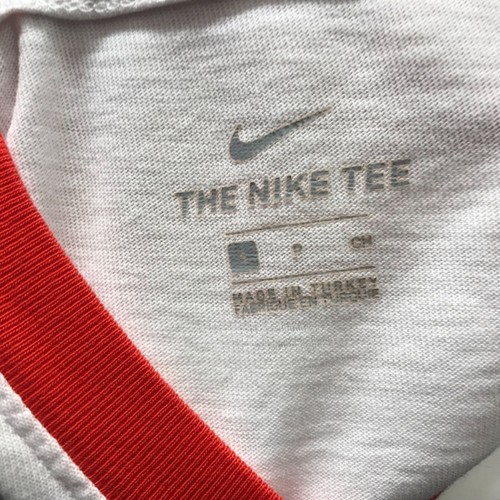 THE NIKE TEE
CH
MADE IN TURKEY
FABRIQUÉ EN TURQUIE